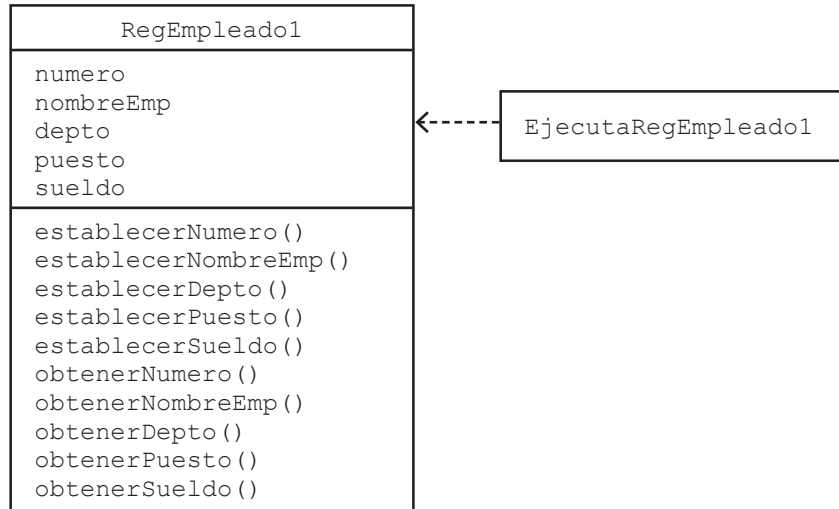 RegEmpleado1
numero
nombreEmp
depto
puesto
sueldo
EjecutaRegEmpleado1
establecerNumero()
establecerNombreEmp()
establecerDepto()
establecerPuesto()
establecerSueldo()
obtenerNumero()
obtenerNombreEmp()
obtenerDepto()
obtenerPuesto()
obtenerSueldo()